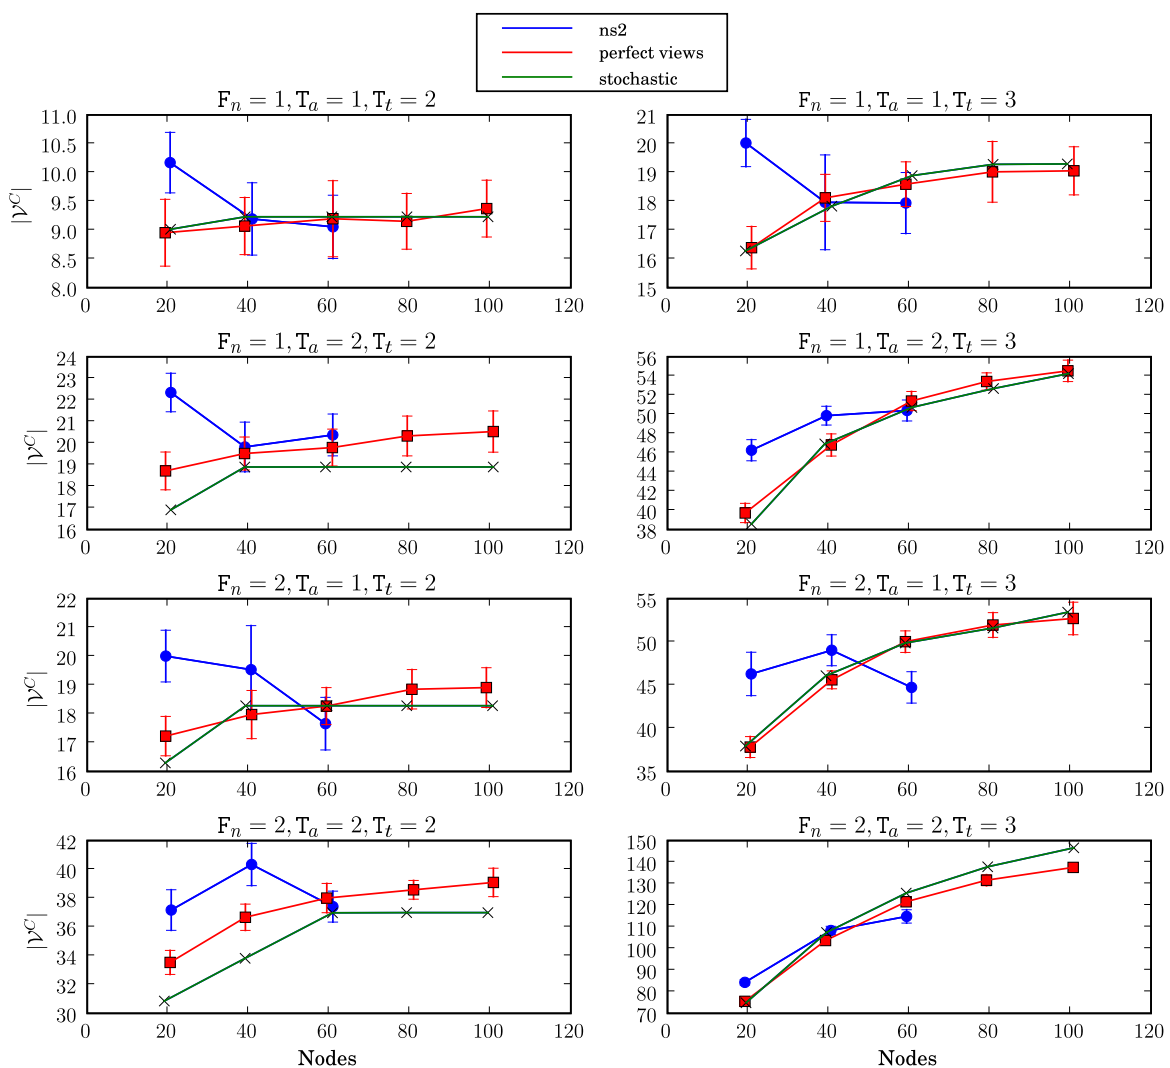 ns2
perfect views
stochastic
F_n = 1, T_a = 1, T_t = 2
|𝒱^C|
11.0
10.5
10.0
9.5
9.0
8.5
8.0
0 20 40 60 80 100 120
F_n = 1, T_a = 1, T_t = 3
21
20
19
18
17
16
15
0 20 40 60 80 100 120
F_n = 1, T_a = 2, T_t = 2
|𝒱^C|
24
23
22
21
20
19
18
17
16
0 20 40 60 80 100 120
F_n = 1, T_a = 2, T_t = 3
56
54
52
50
48
46
44
42
40
38
0 20 40 60 80 100 120
F_n = 2, T_a = 1, T_t = 2
|𝒱^C|
22
21
20
19
18
17
16
0 20 40 60 80 100 120
F_n = 2, T_a = 1, T_t = 3
55
50
45
40
35
0 20 40 60 80 100 120
F_n = 2, T_a = 2, T_t = 2
|𝒱^C|
42
40
38
36
34
32
30
0 20 40 60 80 100 120
Nodes
F_n = 2, T_a = 2, T_t = 3
150
140
130
120
110
100
90
80
70
0 20 40 60 80 100 120
Nodes